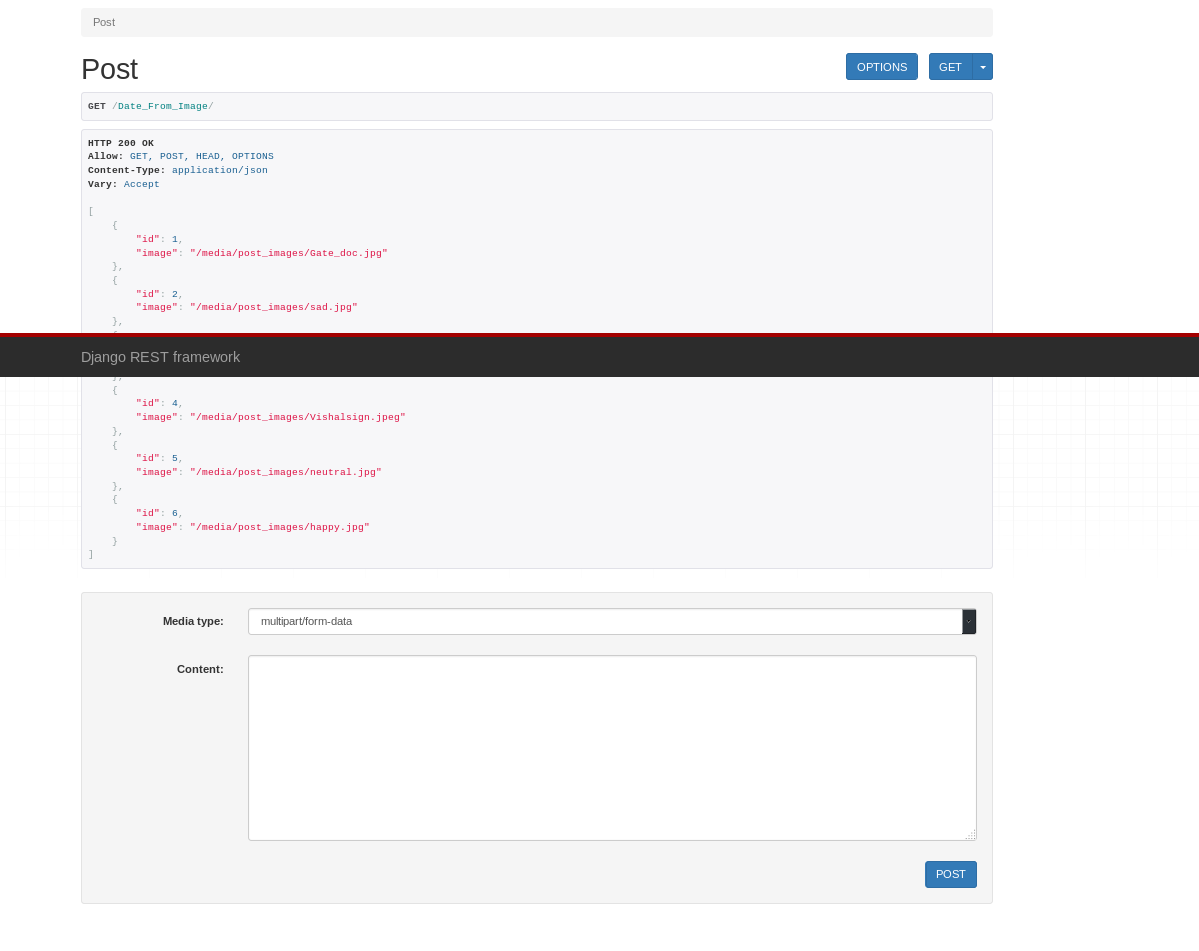 Post
Post
OPTIONS
GET
GET /Date_From_Image/
HTTP 200 OK
Allow: GET, POST, HEAD, OPTIONS
Content-Type: application/json
Vary: Accept
[
{
"id": 1,
"image": "/media/post_images/Gate_doc.jpg"
},
{
"id": 2,
"image": "/media/post_images/sad.jpg"
},
Django REST framework
},
{
"id": 4,
"image": "/media/post_images/Vishalsign.jpeg"
},
{
"id": 5,
"image": "/media/post_images/neutral.jpg"
},
{
"id": 6,
"image": "/media/post_images/happy.jpg"
}
]
Media type:
multipart/form-data
Content:
POST